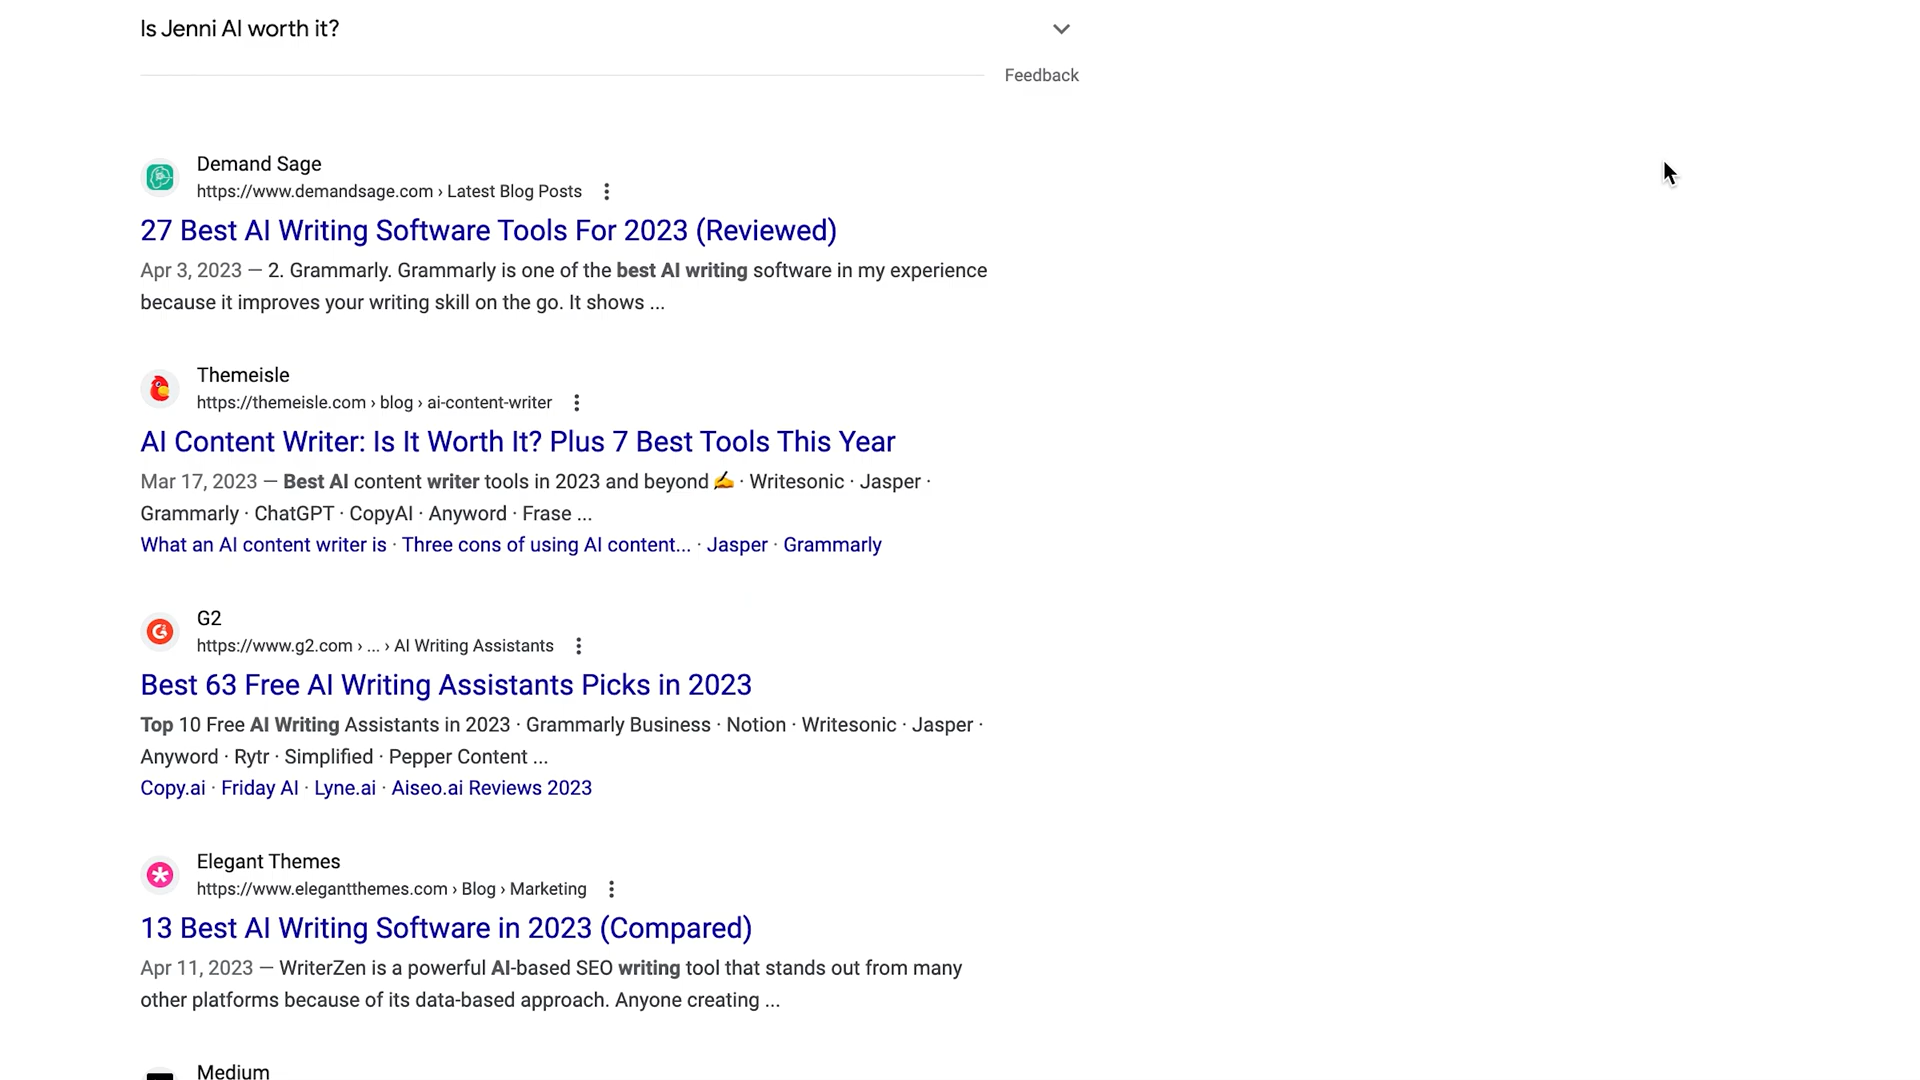 Is Jenni AI worth it?
Feedback
Demand Sage
https://www.demandsage.com › Latest Blog Posts
27 Best AI Writing Software Tools For 2023 (Reviewed)
Apr 3, 2023 — 2. Grammarly. Grammarly is one of the best AI writing software in my experience
because it improves your writing skill on the go. It shows ...
Themeisle
https://themeisle.com › blog › ai-content-writer
AI Content Writer: Is It Worth It? Plus 7 Best Tools This Year
Mar 17, 2023 — Best AI content writer tools in 2023 and beyond ✍️ · Writesonic · Jasper ·
Grammarly · ChatGPT · CopyAI · Anyword · Frase ...
What an AI content writer is · Three cons of using AI content... · Jasper · Grammarly
G2
https://www.g2.com › ... › AI Writing Assistants
Best 63 Free AI Writing Assistants Picks in 2023
Top 10 Free AI Writing Assistants in 2023 · Grammarly Business · Notion · Writesonic · Jasper ·
Anyword · Rytr · Simplified · Pepper Content ...
Copy.ai · Friday AI · Lyne.ai · Aiseo.ai Reviews 2023
Elegant Themes
https://www.elegantthemes.com › Blog › Marketing
13 Best AI Writing Software in 2023 (Compared)
Apr 11, 2023 — WriterZen is a powerful AI-based SEO writing tool that stands out from many
other platforms because of its data-based approach. Anyone creating ...
Medium